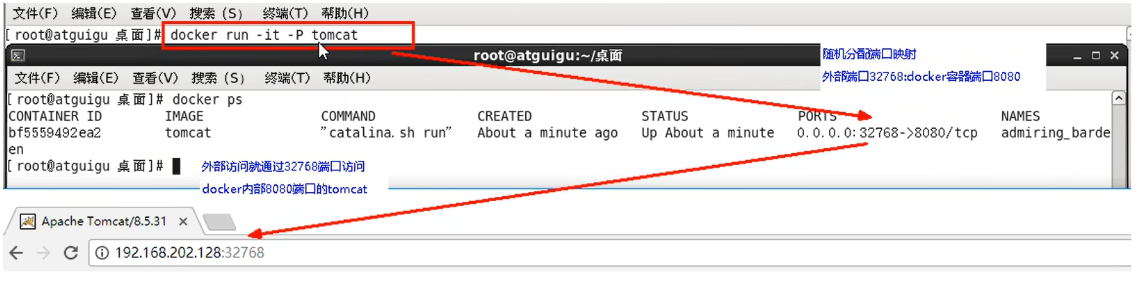 文件(F) 编辑(E) 查看(V) 搜索 (S) 终端(T) 帮助(H)
[root@atguigu 桌面]# docker run -it -P tomcat
root@atguigu:~/桌面
随机分配端口映射
外部端口32768:docker容器端口8080
文件(F) 编辑(E) 查看(V) 搜索 (S) 终端(T) 帮助(H)
[root@atguigu 桌面]# docker ps
CONTAINER ID IMAGE COMMAND CREATED STATUS PORTS NAMES
bf5559492ea2 tomcat "catalina.sh run" About a minute ago Up About a minute 0.0.0.0:32768->8080/tcp admiring_barde
en
[root@atguigu 桌面]#
外部访问就通过32768端口访问
docker内部8080端口的tomcat
Apache Tomcat/8.5.31
192.168.202.128:32768